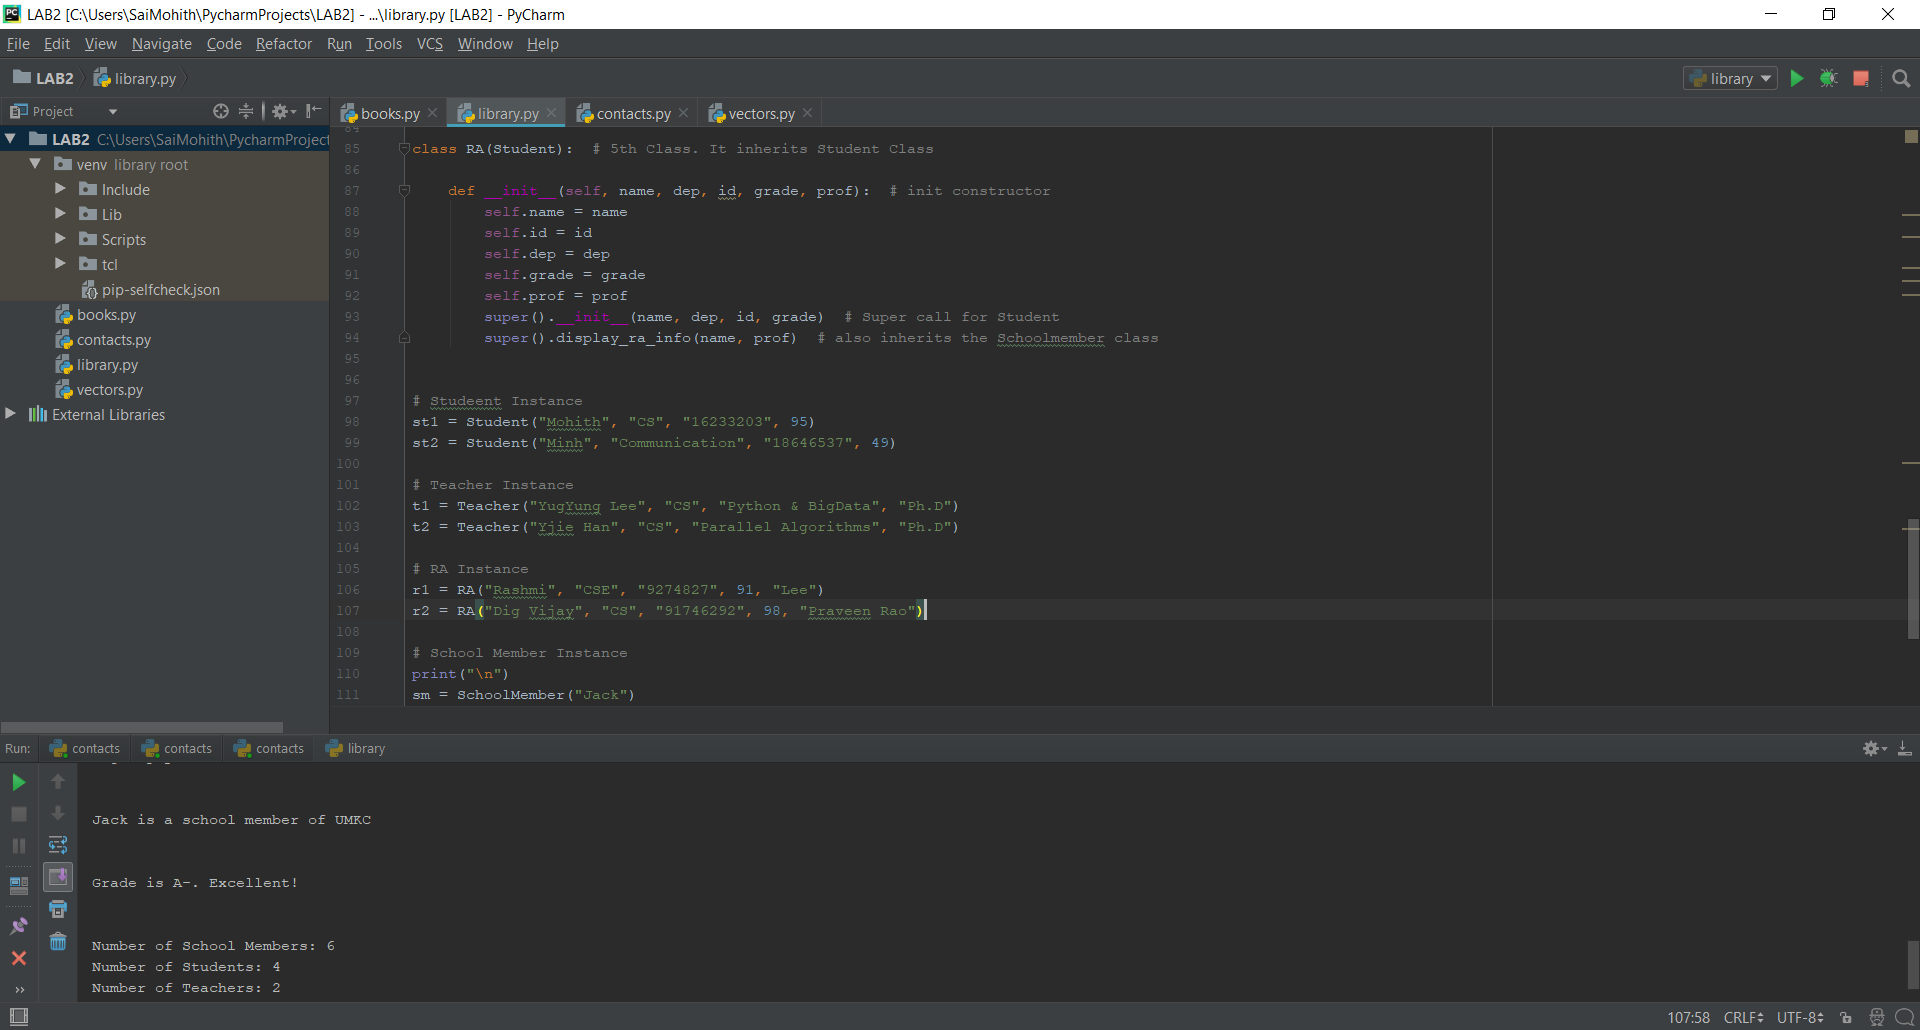 LAB2 [C:\Users\SaiMohith\PycharmProjects\LAB2] - ...\library.py [LAB2] - PyCharm
File Edit View Navigate Code Refactor Run Tools VCS Window Help
LAB2 library.py library
Project books.py library.py contacts.py vectors.py
LAB2 C:\Users\SaiMohith\PycharmProject
venv library root
Include
Lib
Scripts
tcl
pip-selfcheck.json
books.py
contacts.py
library.py
vectors.py
External Libraries
84
85 class RA(Student):  # 5th Class. It inherits Student Class
86
87     def __init__(self, name, dep, id, grade, prof):  # init constructor
88         self.name = name
89         self.id = id
90         self.dep = dep
91         self.grade = grade
92         self.prof = prof
93         super().__init__(name, dep, id, grade)  # Super call for Student
94         super().display_ra_info(name, prof)  # also inherits the Schoolmember class
95
96
97 # Studeent Instance
98 st1 = Student("Mohith", "CS", "16233203", 95)
99 st2 = Student("Minh", "Communication", "18646537", 49)
100
101 # Teacher Instance
102 t1 = Teacher("YugYung Lee", "CS", "Python & BigData", "Ph.D")
103 t2 = Teacher("Yjie Han", "CS", "Parallel Algorithms", "Ph.D")
104
105 # RA Instance
106 r1 = RA("Rashmi", "CSE", "9274827", 91, "Lee")
107 r2 = RA("Dig Vijay", "CS", "91746292", 98, "Praveen Rao")
108
109 # School Member Instance
110 print("\n")
111 sm = SchoolMember("Jack")
Run: contacts contacts contacts library
Jack is a school member of UMKC
Grade is A-. Excellent!
Number of School Members: 6
Number of Students: 4
Number of Teachers: 2
107:58 CRLF UTF-8